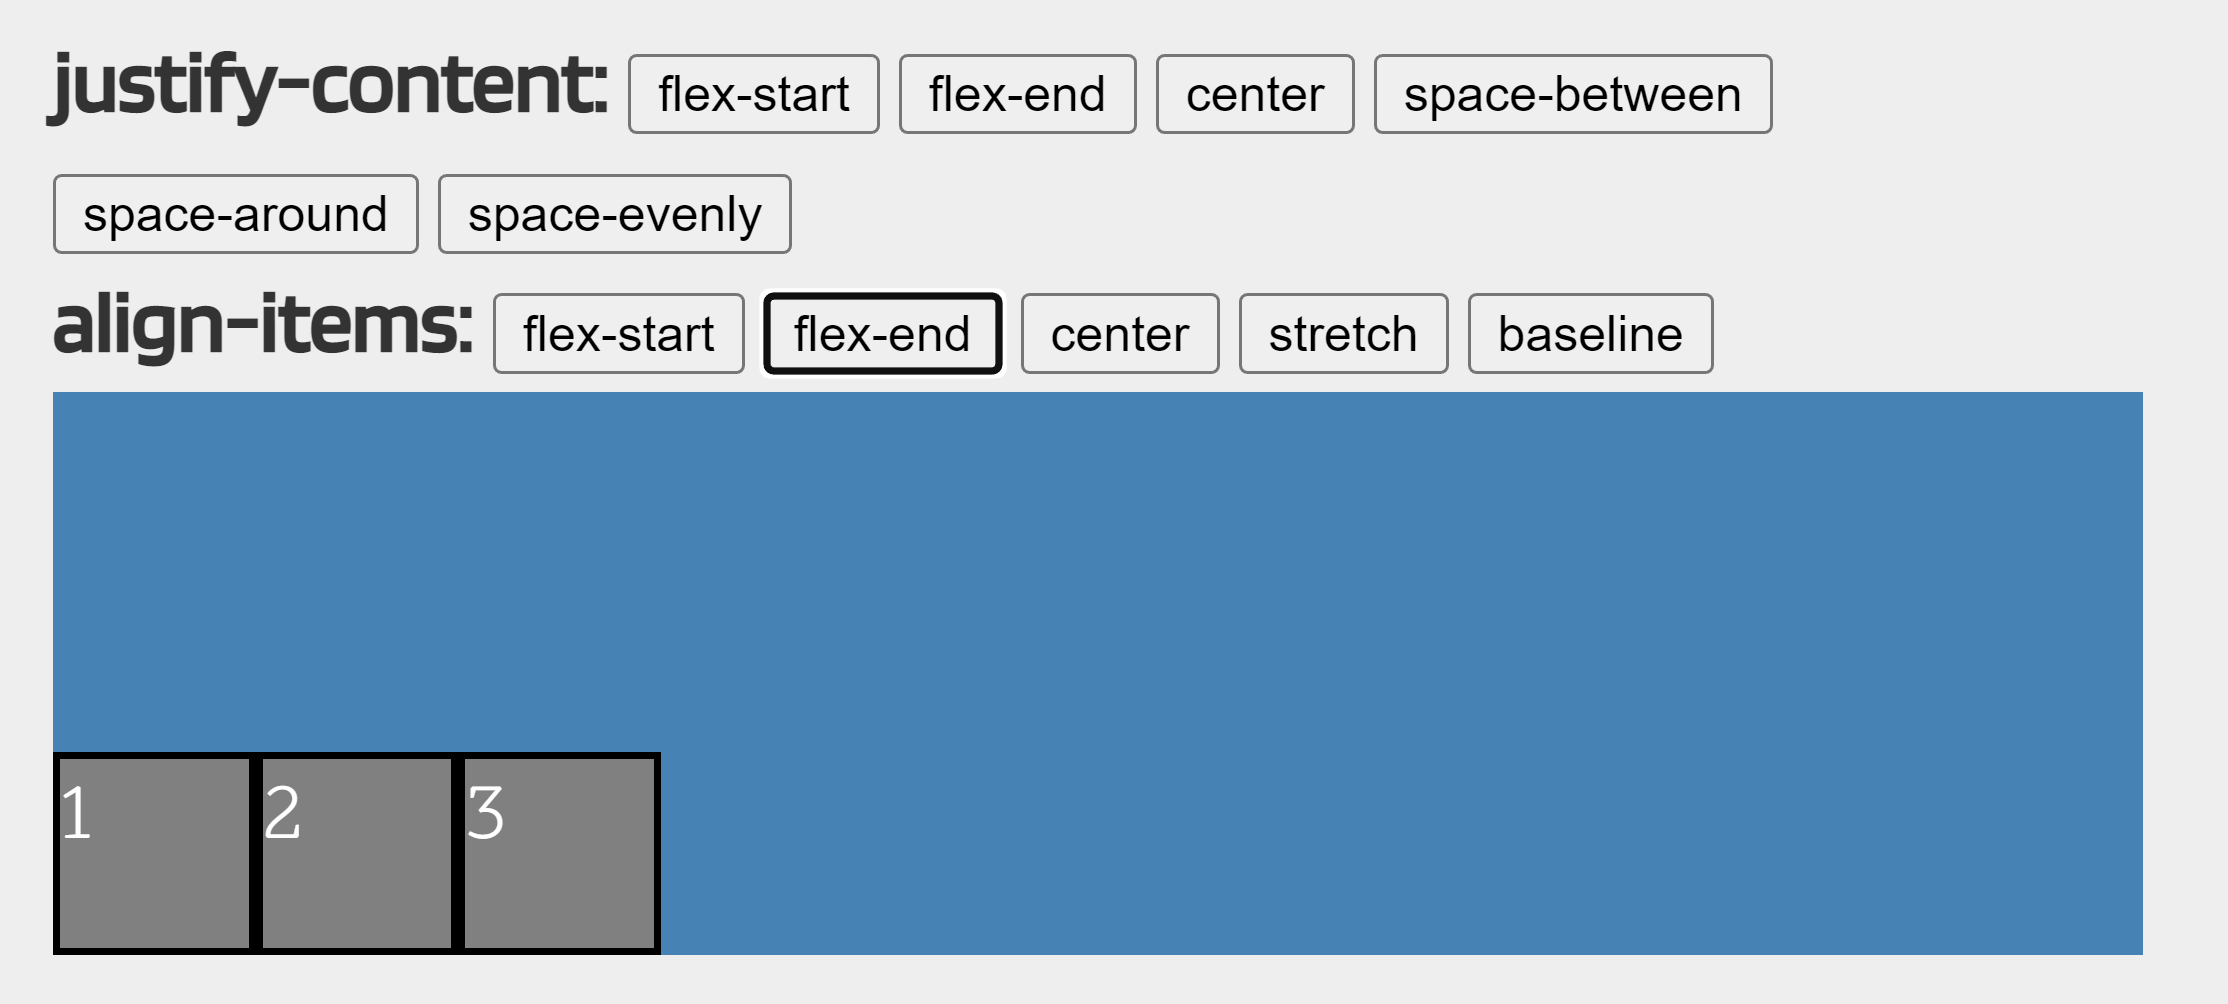 justify-content: flex-start flex-end center space-between
space-around space-evenly
align-items: flex-start flex-end center stretch baseline
1 2 3